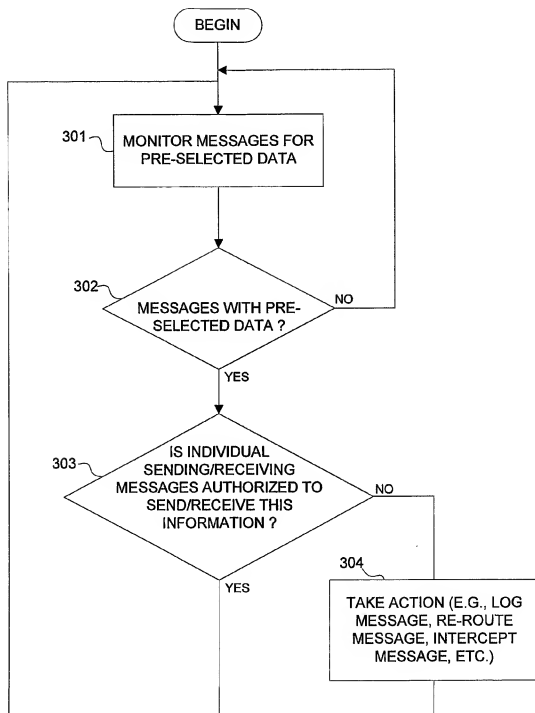 BEGIN
301
MONITOR MESSAGES FOR
PRE-SELECTED DATA
302
MESSAGES WITH PRE-
SELECTED DATA ?
NO
YES
303
IS INDIVIDUAL
SENDING/RECEIVING
MESSAGES AUTHORIZED TO
SEND/RECEIVE THIS
INFORMATION ?
NO
YES
304
TAKE ACTION (E.G., LOG
MESSAGE, RE-ROUTE
MESSAGE, INTERCEPT
MESSAGE, ETC.)